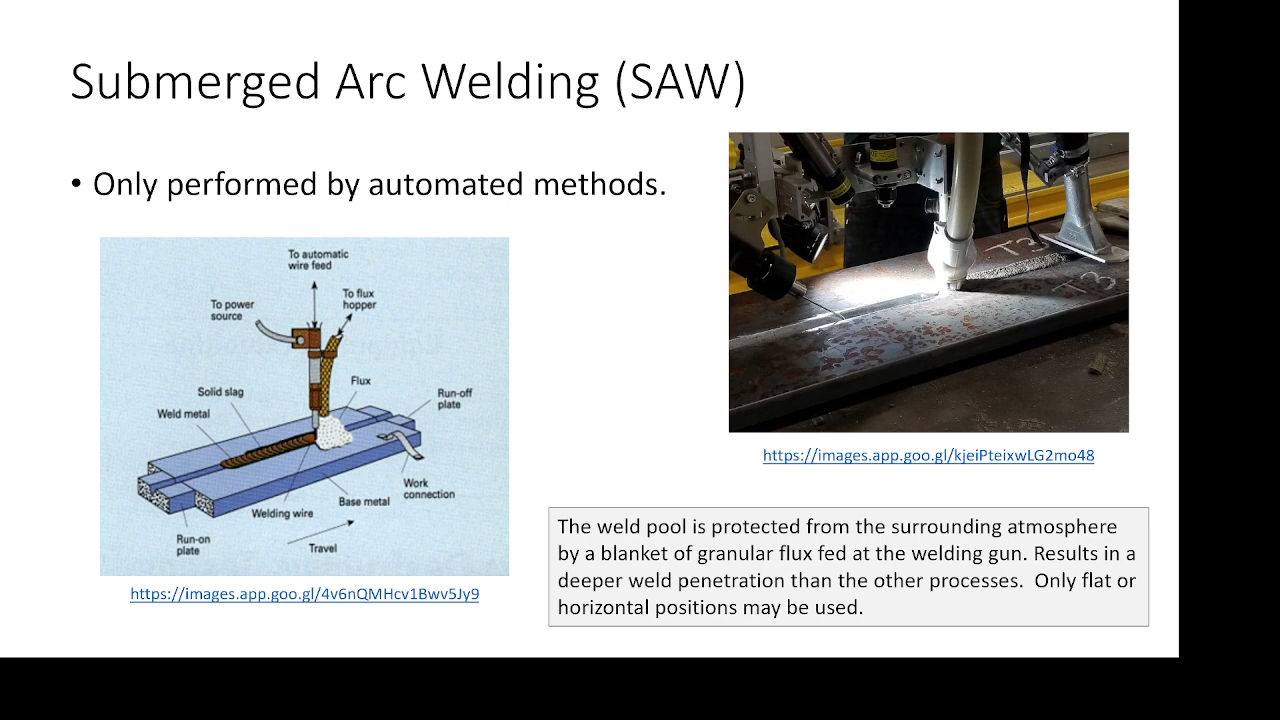 Submerged Arc Welding (SAW)
• Only performed by automated methods.
To automatic
wire feed
To flux
hopper
To power
source
Flux
Solid slag
Run-off
plate
Weld metal
Work
connection
Base metal
Welding wire
Run-on
plate
Travel
https://images.app.goo.gl/4v6nQMHcv1Bwv5Jy9
T3
T3
https://images.app.goo.gl/kjeiPteixwLG2mo48
The weld pool is protected from the surrounding atmosphere
by a blanket of granular flux fed at the welding gun. Results in a
deeper weld penetration than the other processes.  Only flat or
horizontal positions may be used.